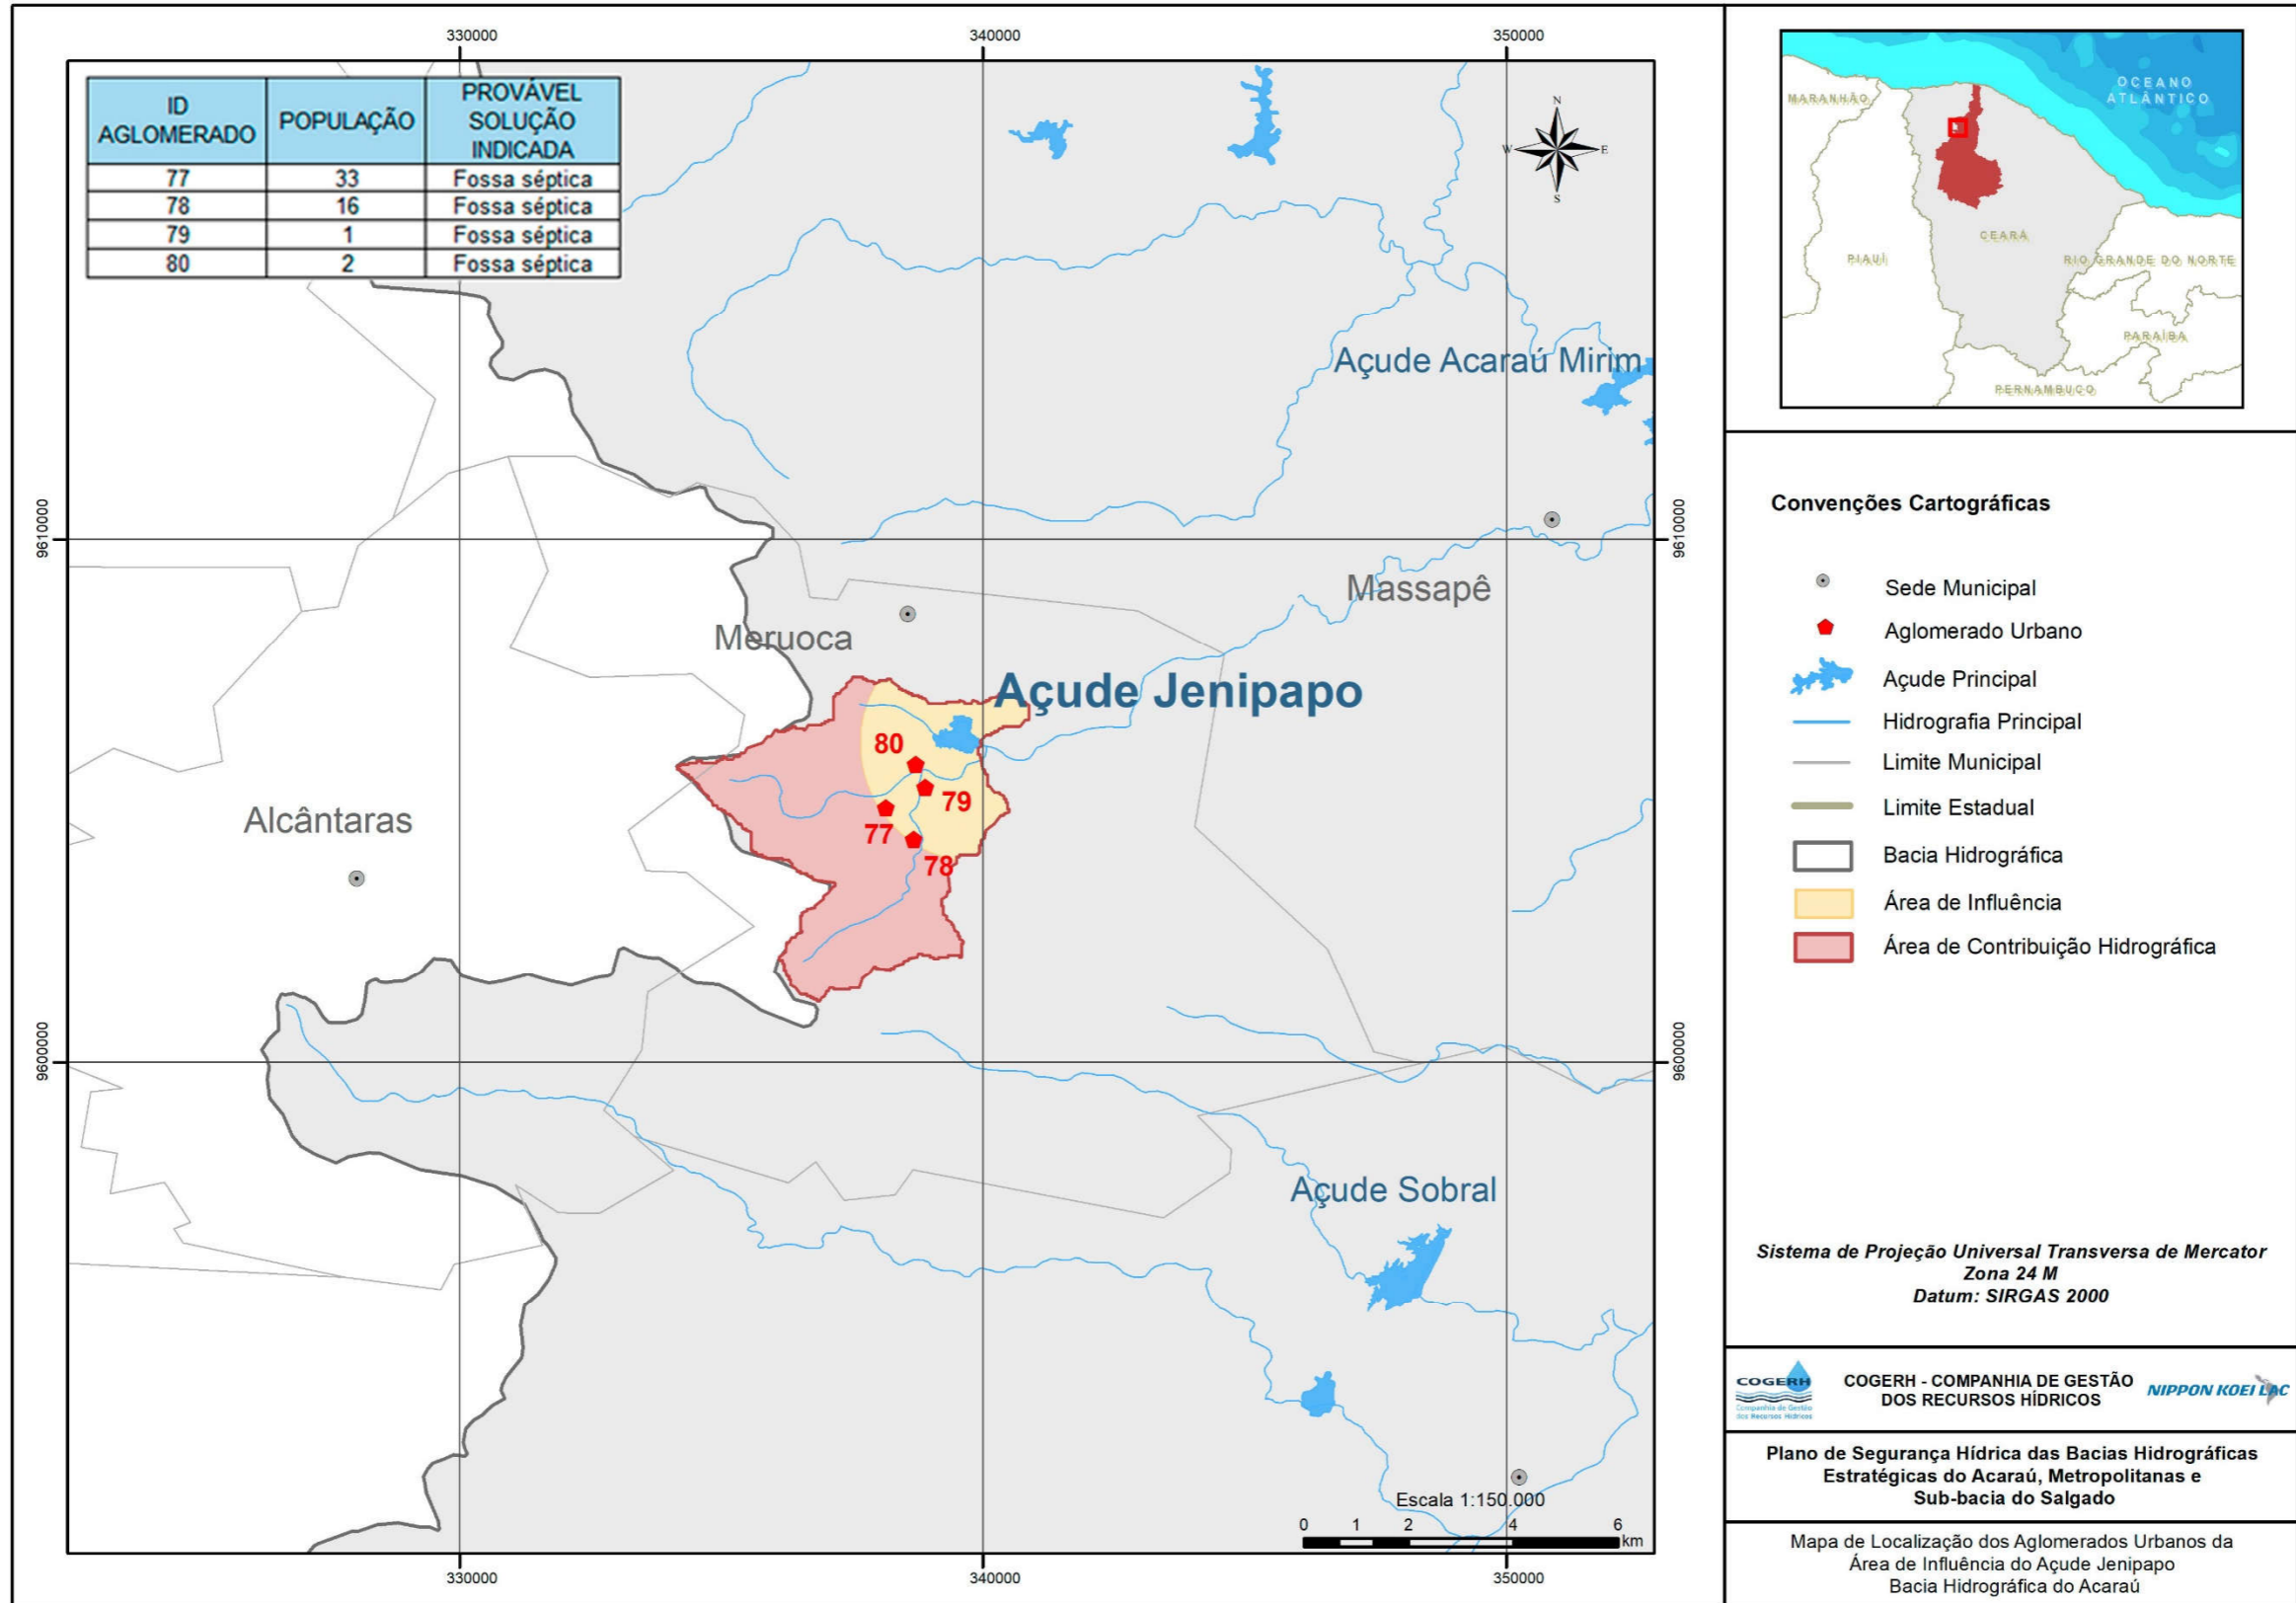 330000
340000
350000
ID AGLOMERADO
POPULAÇÃO
PROVÁVEL SOLUÇÃO INDICADA
77 33 Fossa séptica
78 16 Fossa séptica
79 1 Fossa séptica
80 2 Fossa séptica
N
W
E
S
Açude Acaraú Mirim
9610000
9610000
Massapê
Meruoca
Açude Jenipapo
80
79
77
78
Alcântaras
9600000
9600000
Açude Sobral
Escala 1:150.000
0 1 2 4 6
km
330000
340000
350000
OCEANO
ATLÂNTICO
MARANHÃO
CEARÁ
PIAUÍ
RIO GRANDE DO NORTE
PARAÍBA
PERNAMBUCO
Convenções Cartográficas
Sede Municipal
Aglomerado Urbano
Açude Principal
Hidrografia Principal
Limite Municipal
Limite Estadual
Bacia Hidrográfica
Área de Influência
Área de Contribuição Hidrográfica
Sistema de Projeção Universal Transversa de Mercator
Zona 24 M
Datum: SIRGAS 2000
COGERH
Companhia de Gestão
dos Recursos Hídricos
COGERH - COMPANHIA DE GESTÃO
DOS RECURSOS HÍDRICOS
NIPPON KOEI LAC
Plano de Segurança Hídrica das Bacias Hidrográficas
Estratégicas do Acaraú, Metropolitanas e
Sub-bacia do Salgado
Mapa de Localização dos Aglomerados Urbanos da
Área de Influência do Açude Jenipapo
Bacia Hidrográfica do Acaraú